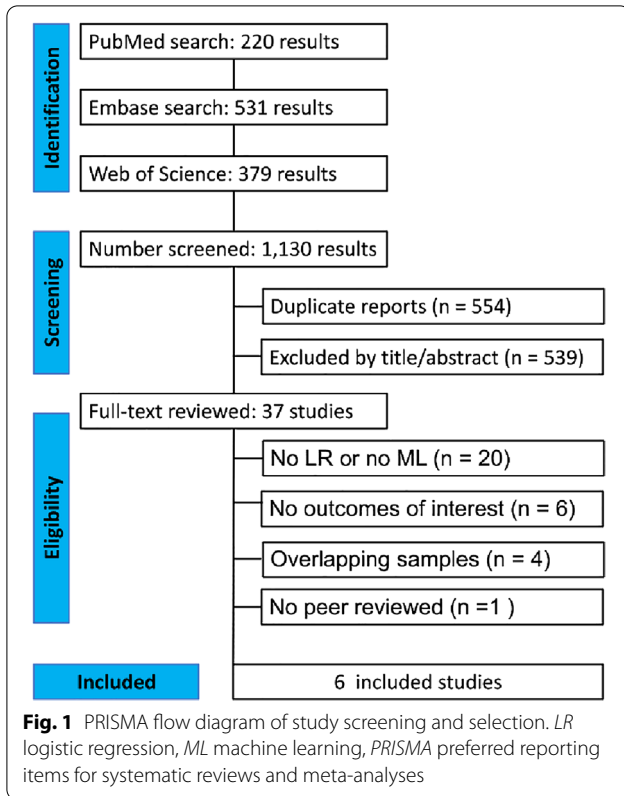 Identification
PubMed search: 220 results
Embase search: 531 results
Web of Science: 379 results
Screening
Number screened: 1,130 results
Duplicate reports (n = 554)
Excluded by title/abstract (n = 539)
Eligibility
Full-text reviewed: 37 studies
No LR or no ML (n = 20)
No outcomes of interest (n = 6)
Overlapping samples (n = 4)
No peer reviewed (n =1 )
Included
6 included studies
Fig. 1 PRISMA flow diagram of study screening and selection. LR
logistic regression, ML machine learning, PRISMA preferred reporting
items for systematic reviews and meta-analyses